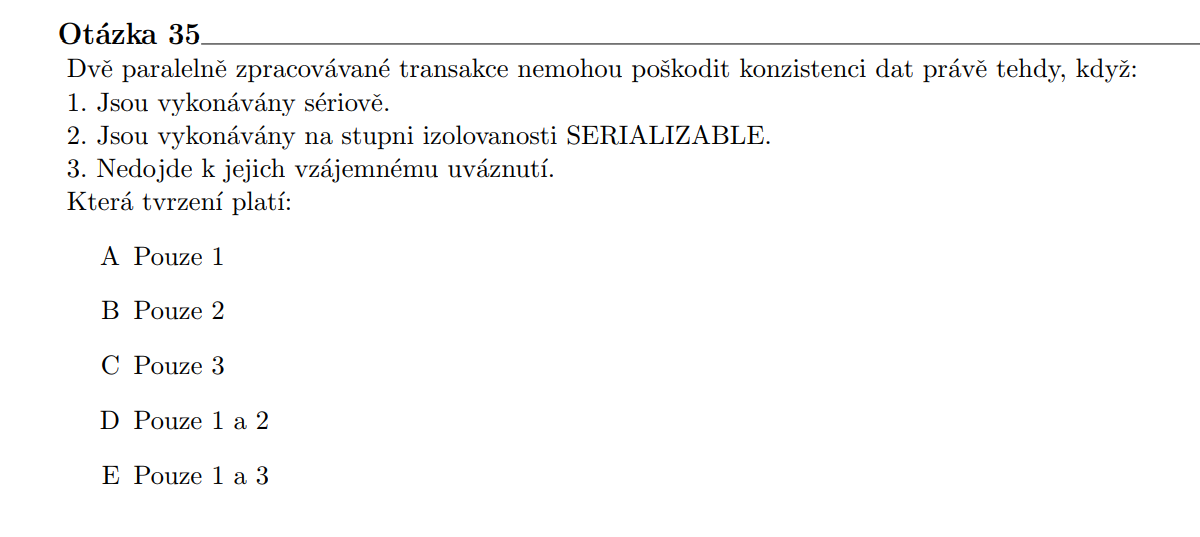 Otázka 35
Dvě paralelně zpracovávané transakce nemohou poškodit konzistenci dat právě tehdy, když:
1. Jsou vykonávány sériově.
2. Jsou vykonávány na stupni izolovanosti SERIALIZABLE.
3. Nedojde k jejich vzájemnému uváznutí.
Která tvrzení platí:
A Pouze 1
B Pouze 2
C Pouze 3
D Pouze 1 a 2
E Pouze 1 a 3